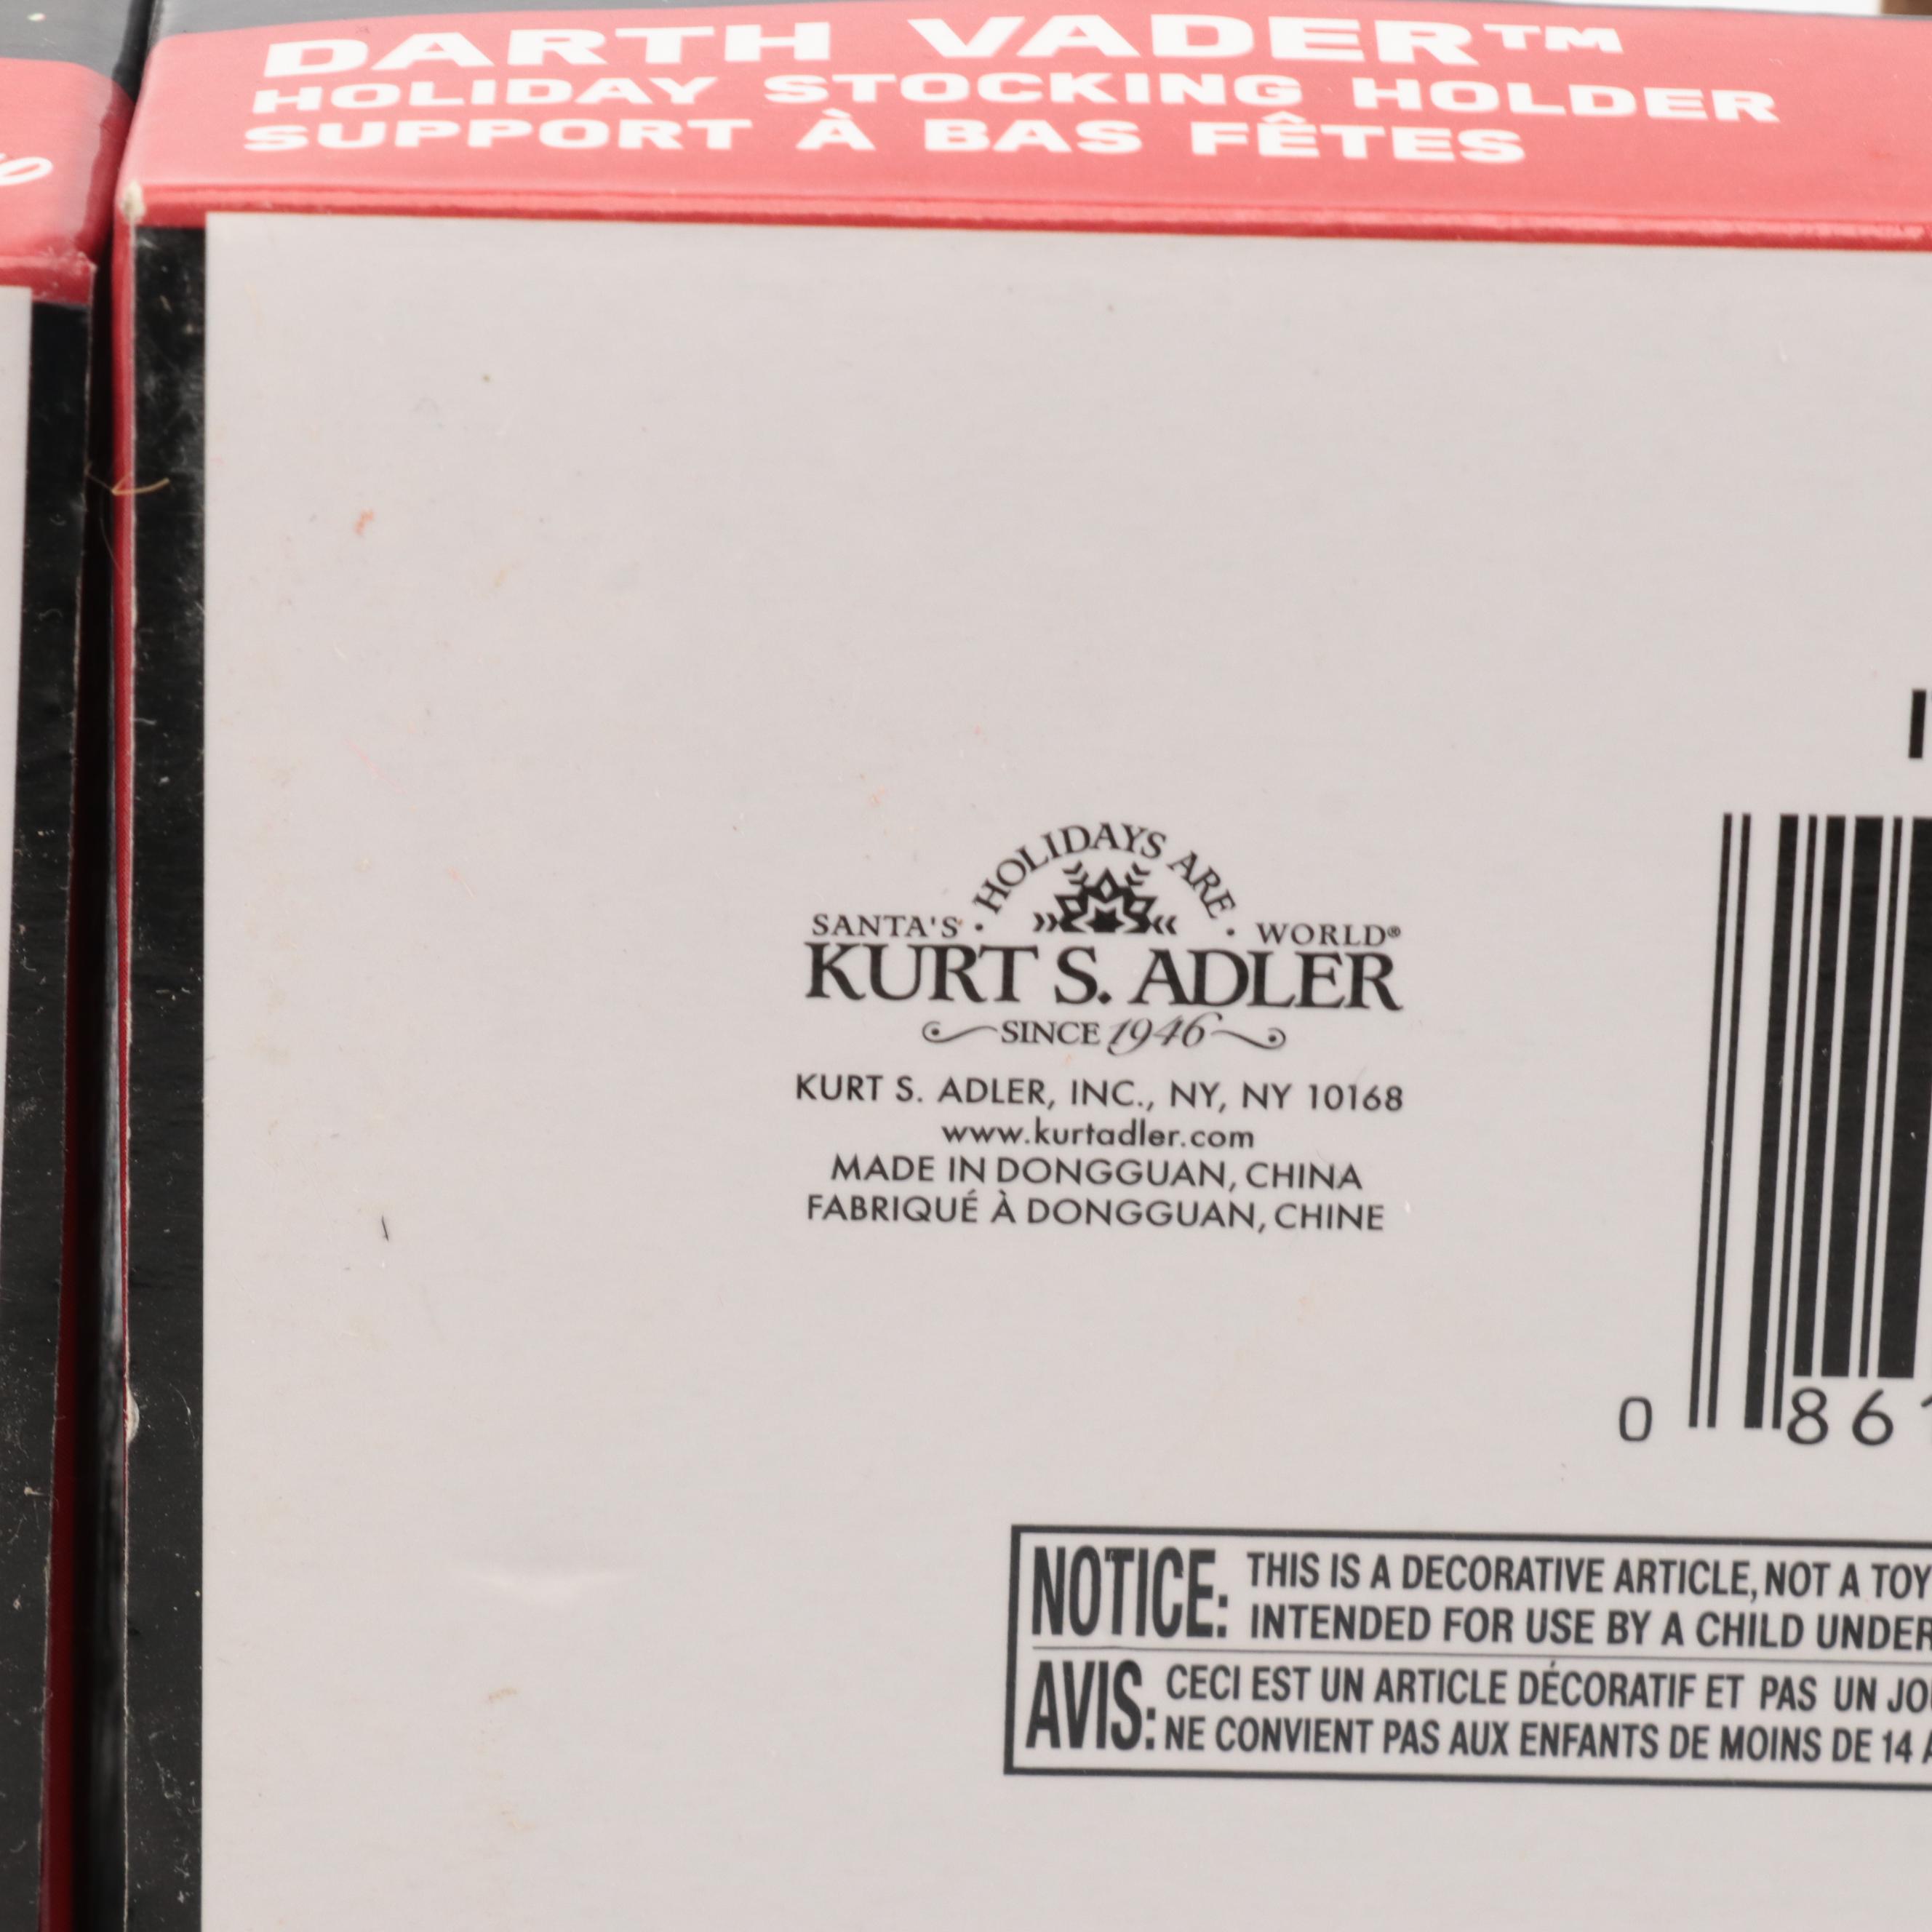 DARTH VADER™
HOLIDAY STOCKING HOLDER
SUPPORT À BAS FÊTES
HOLIDAYS ARE
SANTA'S · · WORLD®
KURT S. ADLER
SINCE 1946
KURT S. ADLER, INC., NY, NY 10168
www.kurtadler.com
MADE IN DONGGUAN, CHINA
FABRIQUÉ À DONGGUAN, CHINE
0 86
NOTICE: THIS IS A DECORATIVE ARTICLE, NOT A TOY
INTENDED FOR USE BY A CHILD UNDER
AVIS: CECI EST UN ARTICLE DÉCORATIF ET PAS UN
NE CONVIENT PAS AUX ENFANTS DE MOINS DE 14